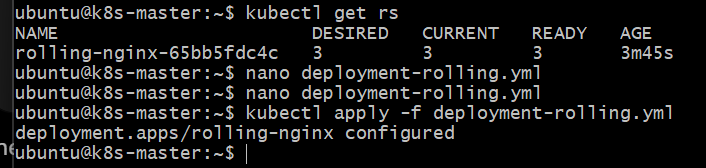 ubuntu@k8s-master:~$ kubectl get rs
NAME DESIRED CURRENT READY AGE
rolling-nginx-65bb5fdc4c 3 3 3 3m45s
ubuntu@k8s-master:~$ nano deployment-rolling.yml
ubuntu@k8s-master:~$ nano deployment-rolling.yml
ubuntu@k8s-master:~$ kubectl apply -f deployment-rolling.yml
deployment.apps/rolling-nginx configured
ubuntu@k8s-master:~$